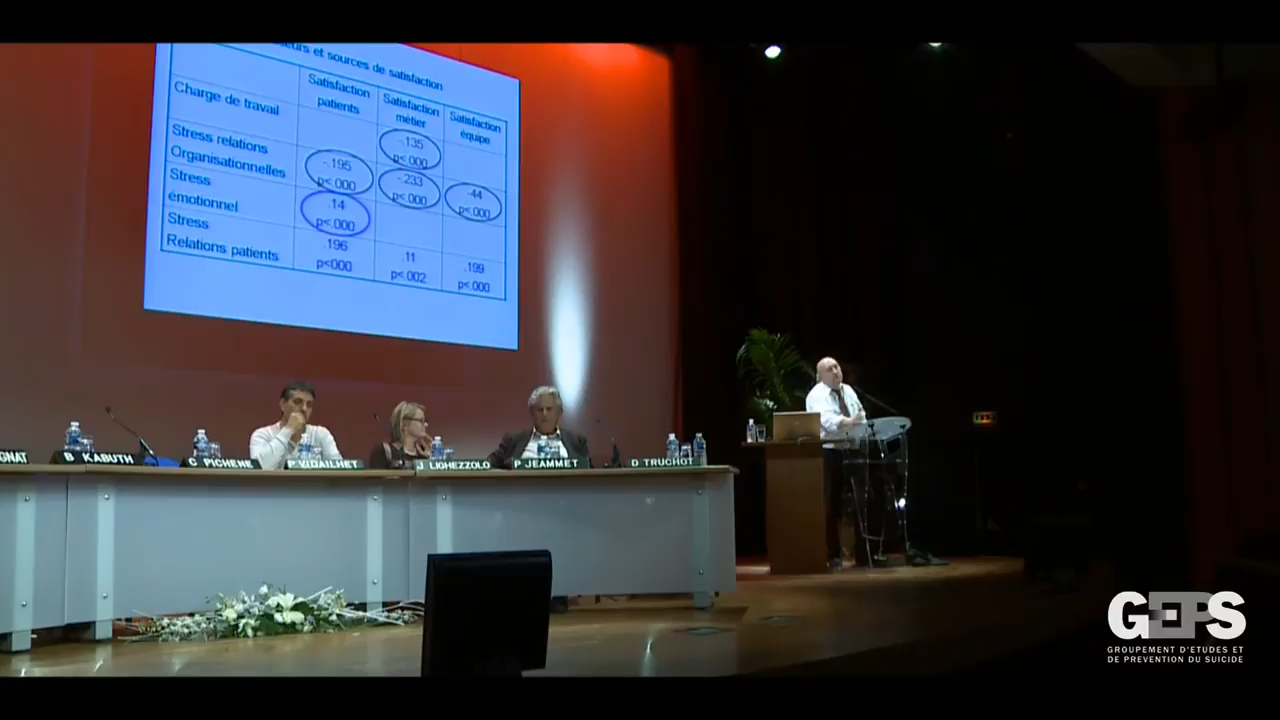 et sources de satisfaction
Satisfaction
patients
Satisfaction
métier
Satisfaction
équipe
Charge de travail
Stress relations
Organisationnelles
Stress
émotionnel
Stress
Relations patients
-.135
p<.000
-.195
p<.000
-.233
p<.000
-44
p<.000
.14
p<.000
.196
p<000
.11
p<.002
.199
p<.000
B KABUTH
C PICHENE
P VIDAILHET
J LIGHEZZOLO
P JEAMMET
D TRUCHOT
GEPS
GROUPEMENT D'ETUDES ET
DE PREVENTION DU SUICIDE